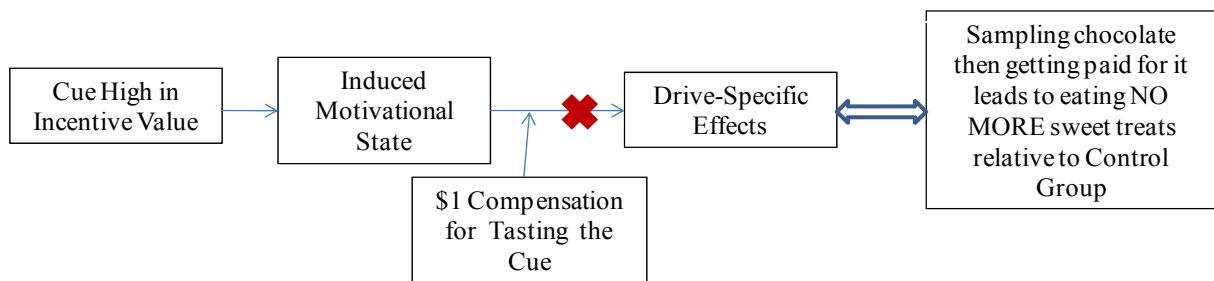 Cue High in
Incentive Value
Induced
Motivational
State
$1 Compensation
for Tasting the
Cue
Drive-Specific
Effects
Sampling chocolate
then getting paid for it
leads to eating NO
MORE sweet treats
relative to Control
Group